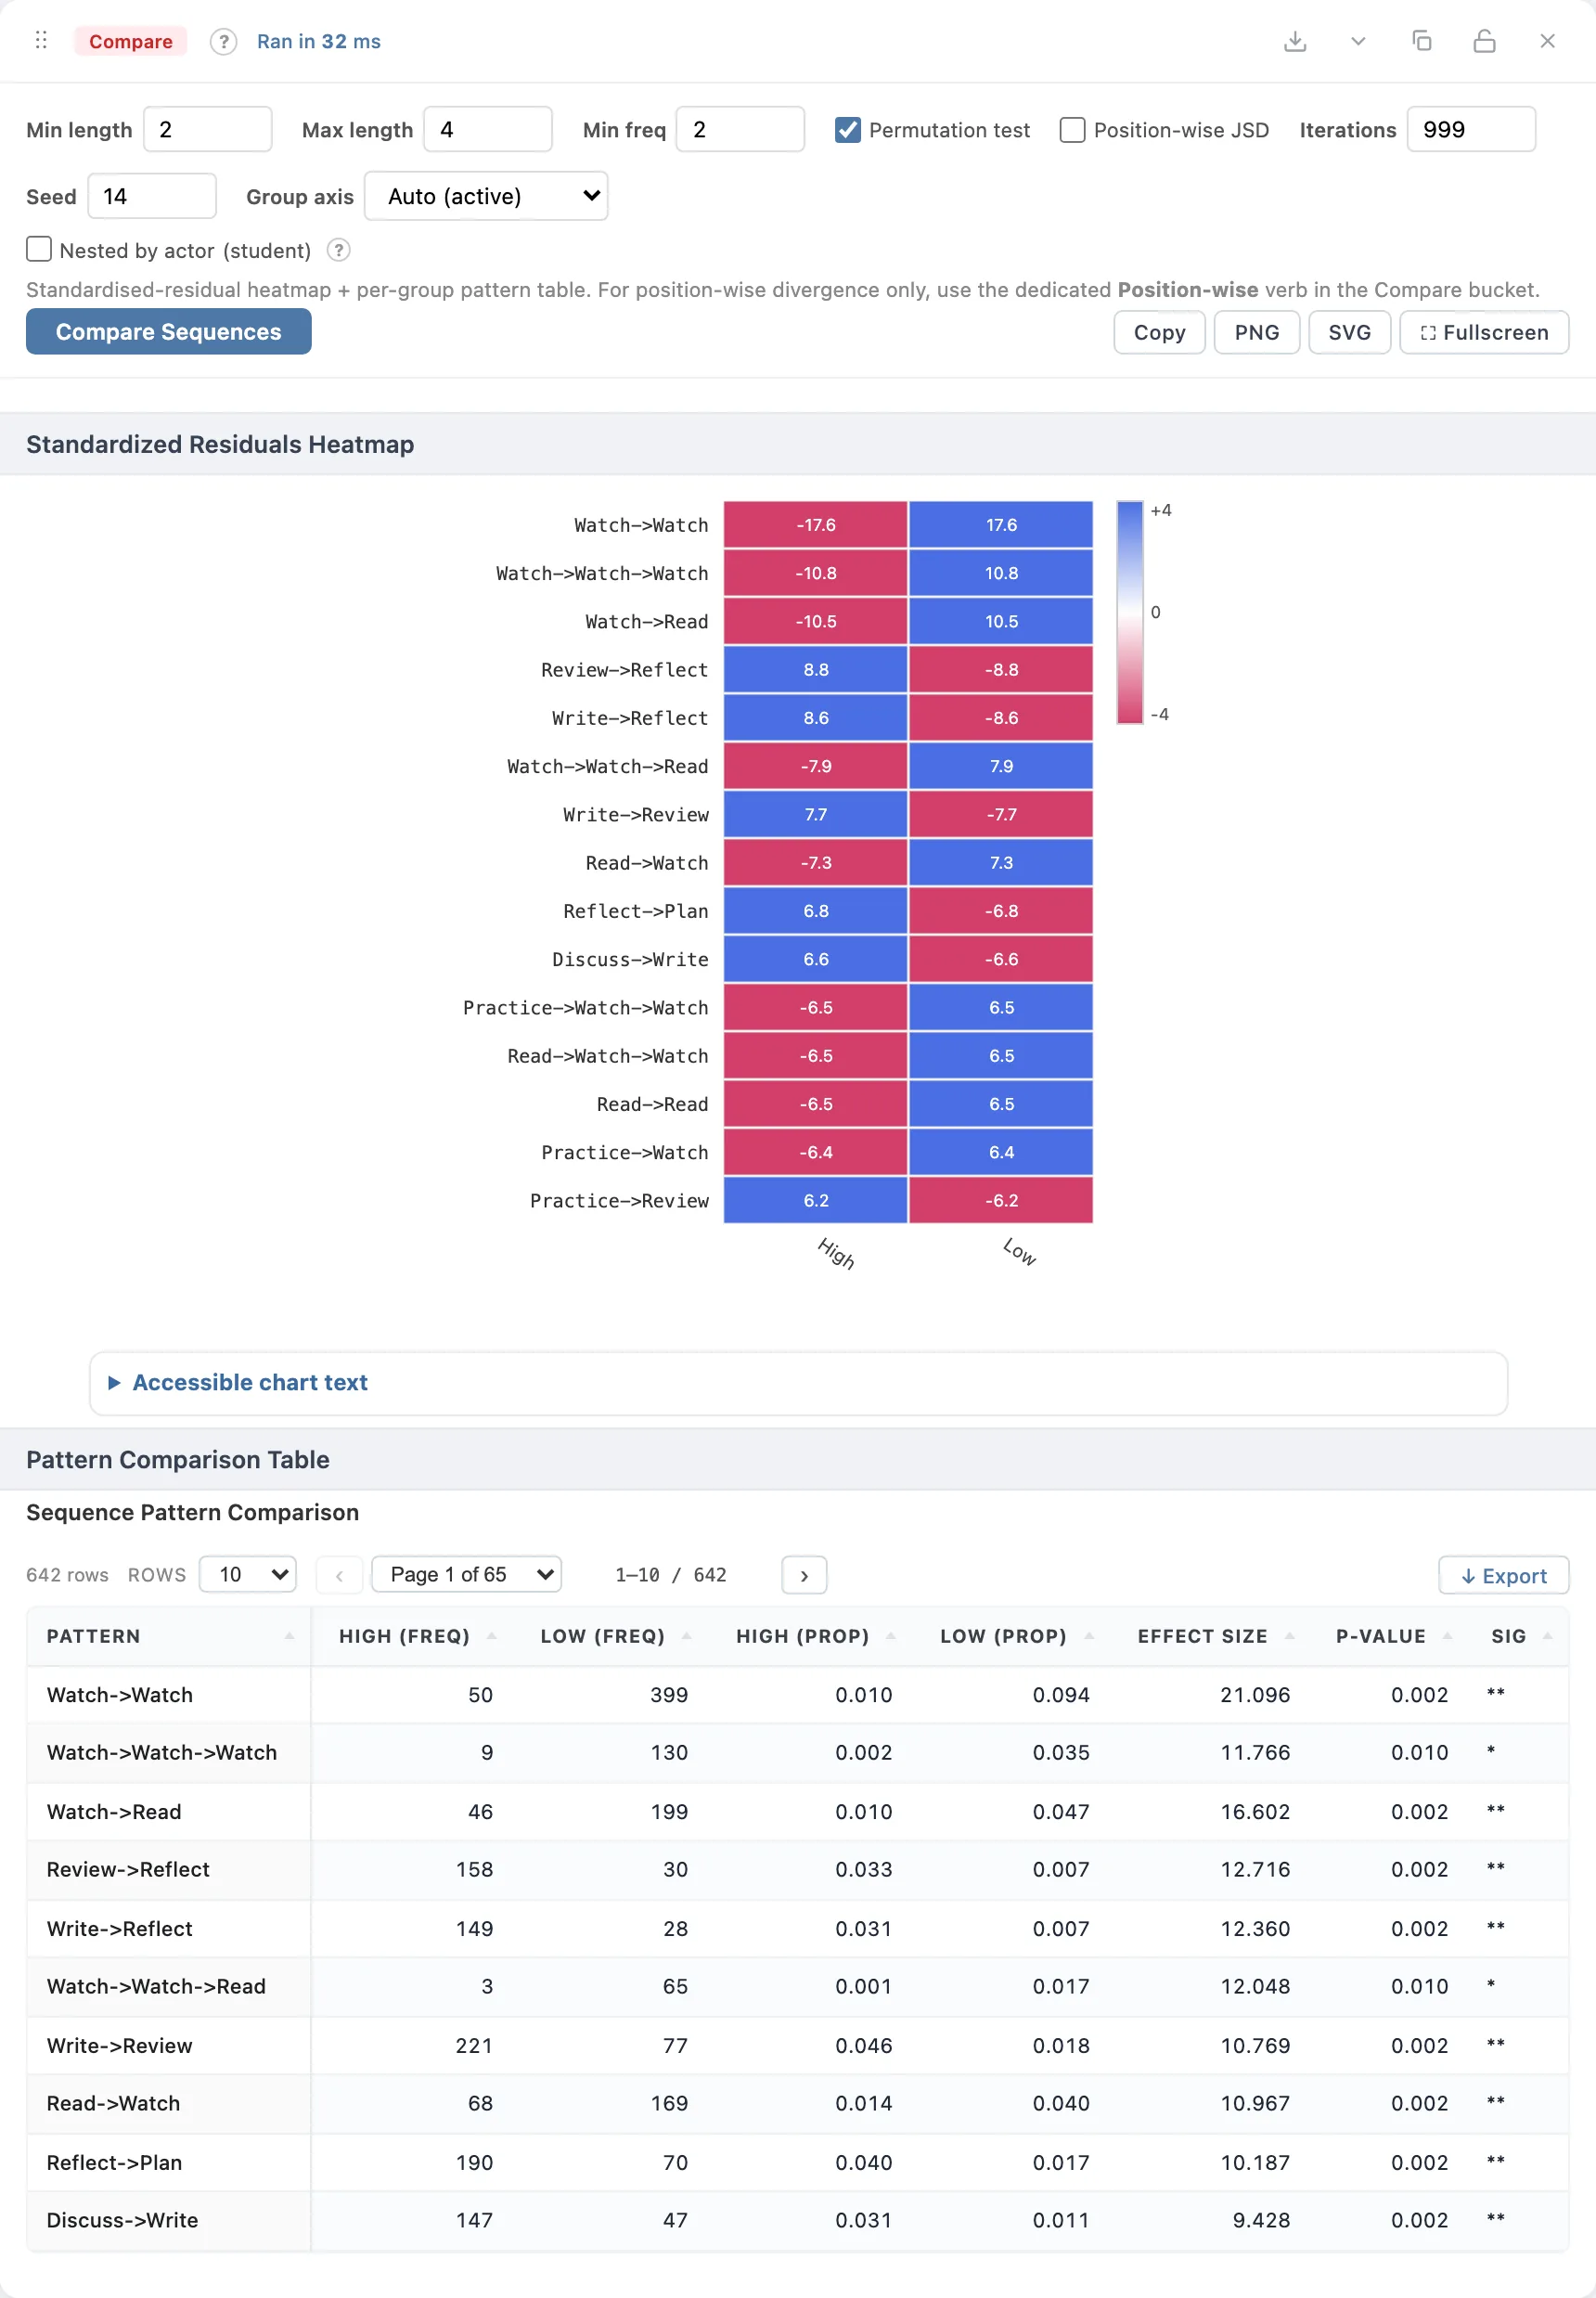 Compare ? Ran in 32 ms
Min length 2 Max length 4 Min freq 2 Permutation test Position-wise JSD Iterations 999
Seed 14 Group axis Auto (active)
Nested by actor (student) ?
Standardised-residual heatmap + per-group pattern table. For position-wise divergence only, use the dedicated Position-wise verb in the Compare bucket.
Compare Sequences Copy PNG SVG Fullscreen
Standardized Residuals Heatmap
Watch->Watch -17.6 17.6
Watch->Watch->Watch -10.8 10.8
Watch->Read -10.5 10.5
Review->Reflect 8.8 -8.8
Write->Reflect 8.6 -8.6
Watch->Watch->Read -7.9 7.9
Write->Review 7.7 -7.7
Read->Watch -7.3 7.3
Reflect->Plan 6.8 -6.8
Discuss->Write 6.6 -6.6
Practice->Watch->Watch -6.5 6.5
Read->Watch->Watch -6.5 6.5
Read->Read -6.5 6.5
Practice->Watch -6.4 6.4
Practice->Review 6.2 -6.2
High Low
+4
0
-4
Accessible chart text
Pattern Comparison Table
Sequence Pattern Comparison
642 rows ROWS 10 ‹ Page 1 of 65 1–10 / 642 › ↓ Export
PATTERN HIGH (FREQ) LOW (FREQ) HIGH (PROP) LOW (PROP) EFFECT SIZE P-VALUE SIG
Watch->Watch 50 399 0.010 0.094 21.096 0.002 **
Watch->Watch->Watch 9 130 0.002 0.035 11.766 0.010 *
Watch->Read 46 199 0.010 0.047 16.602 0.002 **
Review->Reflect 158 30 0.033 0.007 12.716 0.002 **
Write->Reflect 149 28 0.031 0.007 12.360 0.002 **
Watch->Watch->Read 3 65 0.001 0.017 12.048 0.010 *
Write->Review 221 77 0.046 0.018 10.769 0.002 **
Read->Watch 68 169 0.014 0.040 10.967 0.002 **
Reflect->Plan 190 70 0.040 0.017 10.187 0.002 **
Discuss->Write 147 47 0.031 0.011 9.428 0.002 **